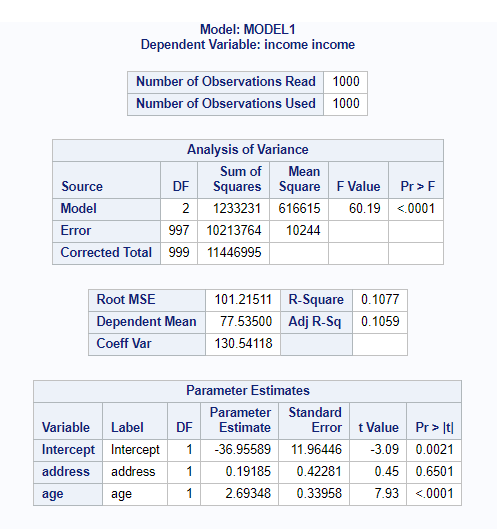 Model: MODEL1
Dependent Variable: income income
Number of Observations Read 1000
Number of Observations Used 1000
Analysis of Variance
Source DF Sum of Squares Mean Square F Value Pr > F
Model 2 1233231 616615 60.19 <.0001
Error 997 10213764 10244
Corrected Total 999 11446995
Root MSE 101.21511 R-Square 0.1077
Dependent Mean 77.53500 Adj R-Sq 0.1059
Coeff Var 130.54118
Parameter Estimates
Variable Label DF Parameter Estimate Standard Error t Value Pr > |t|
Intercept Intercept 1 -36.95589 11.96446 -3.09 0.0021
address address 1 0.19185 0.42281 0.45 0.6501
age age 1 2.69348 0.33958 7.93 <.0001